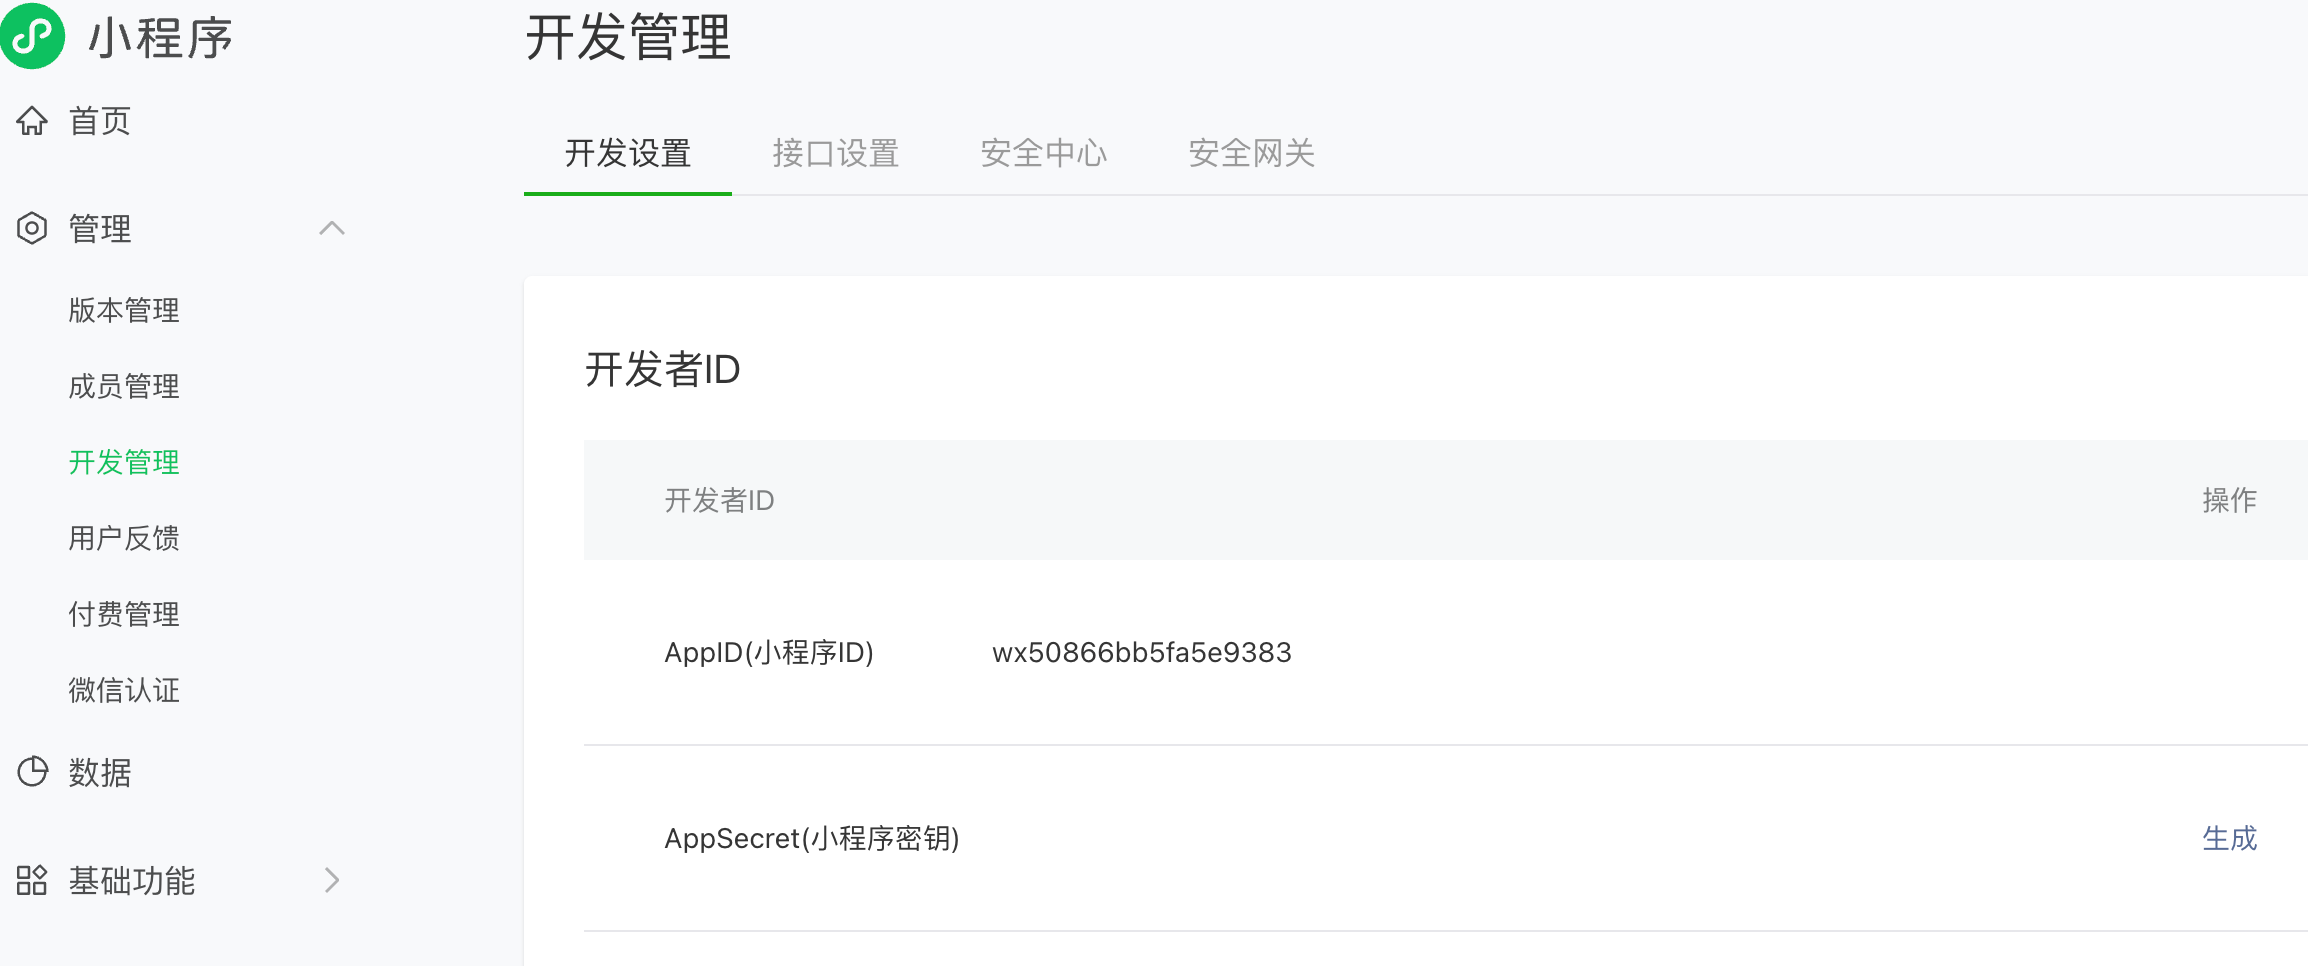 小程序
首页
管理
版本管理
成员管理
开发管理
用户反馈
付费管理
微信认证
数据
基础功能
开发管理
开发设置 接口设置 安全中心 安全网关
开发者ID
开发者ID 操作
AppID(小程序ID) wx50866bb5fa5e9383
AppSecret(小程序密钥) 生成